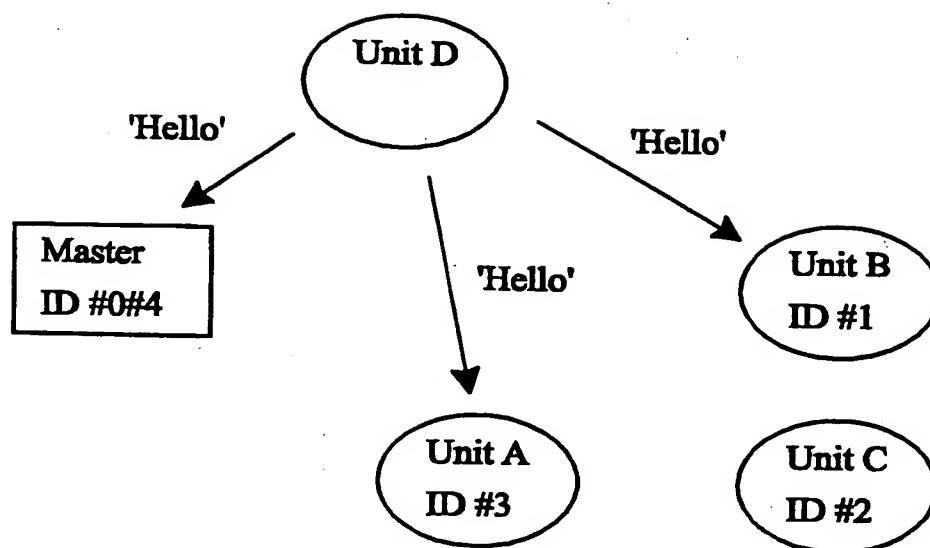 Unit D
'Hello'
'Hello'
Master
ID #0#4
'Hello'
Unit B
ID #1
Unit A
ID #3
Unit C
ID #2